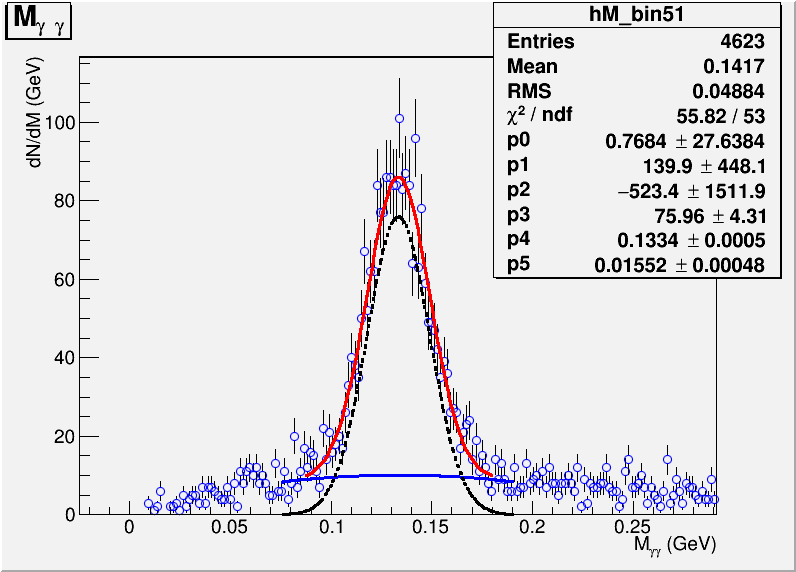 M_γ γ
hM_bin51
Entries 4623
Mean 0.1417
RMS 0.04884
χ² / ndf 55.82 / 53
p0 0.7684 ± 27.6384
p1 139.9 ± 448.1
p2 −523.4 ± 1511.9
p3 75.96 ± 4.31
p4 0.1334 ± 0.0005
p5 0.01552 ± 0.00048
dN/dM (GeV)
100
80
60
40
20
0
0 0.05 0.1 0.15 0.2 0.25
M_γγ (GeV)